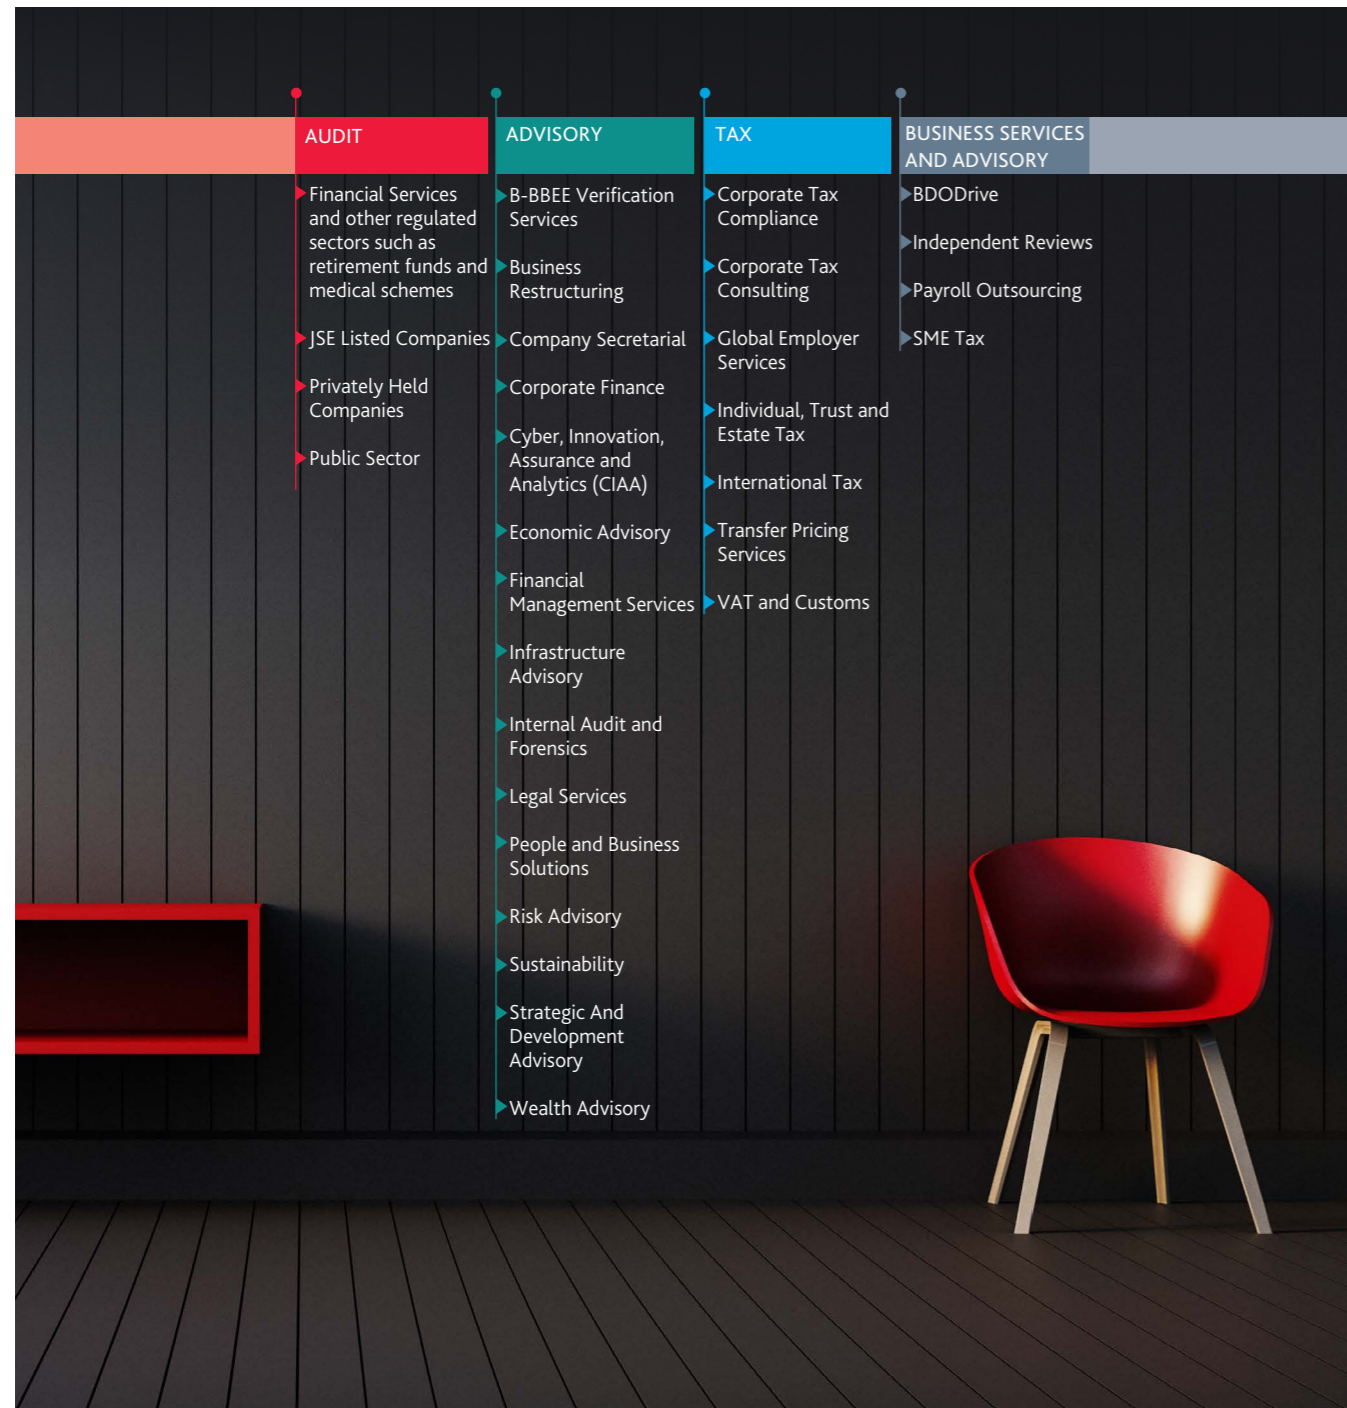 AUDIT
Financial Services
and other regulated
sectors such as
retirement funds and
medical schemes
JSE Listed Companies
Privately Held
Companies
Public Sector
ADVISORY
B-BBEE Verification
Services
Business
Restructuring
Company Secretarial
Corporate Finance
Cyber, Innovation,
Assurance and
Analytics (CIAA)
Economic Advisory
Financial
Management Services
Infrastructure
Advisory
Internal Audit and
Forensics
Legal Services
People and Business
Solutions
Risk Advisory
Sustainability
Strategic And
Development
Advisory
Wealth Advisory
TAX
Corporate Tax
Compliance
Corporate Tax
Consulting
Global Employer
Services
Individual, Trust and
Estate Tax
International Tax
Transfer Pricing
Services
VAT and Customs
BUSINESS SERVICES
AND ADVISORY
BDODrive
Independent Reviews
Payroll Outsourcing
SME Tax